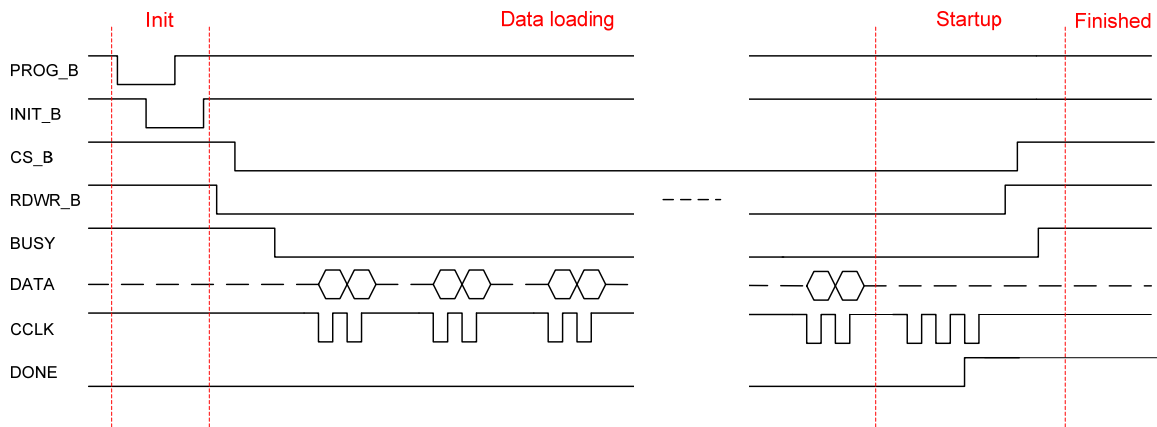 Init
Data loading
Startup
Finished
PROG_B
INIT_B
CS_B
RDWR_B
BUSY
DATA
CCLK
DONE